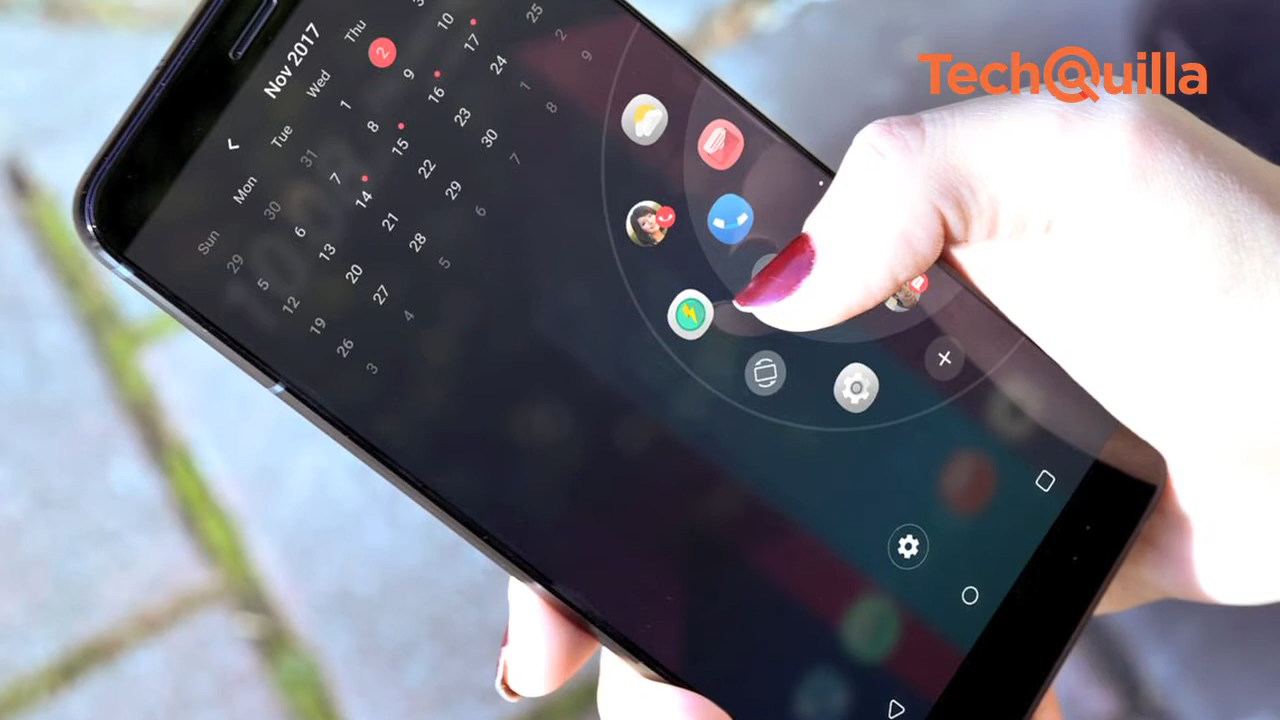 TechQuilla
Nov 2017
Sun Mon Tue Wed Thu
29 30 31 1 2
5 6 7 8 9 10
12 13 14 15 16 17
19 20 21 22 23 24 25
26 27 28 29 30 1 2
3 4 5 6 7 8 9